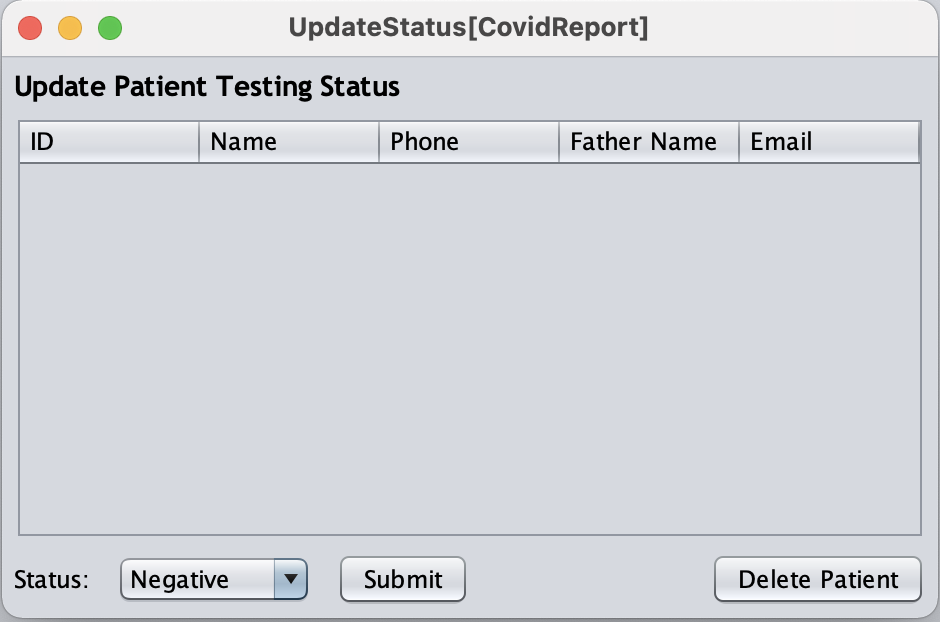 UpdateStatus[CovidReport]
Update Patient Testing Status
ID Name Phone Father Name Email
Status: Negative Submit Delete Patient